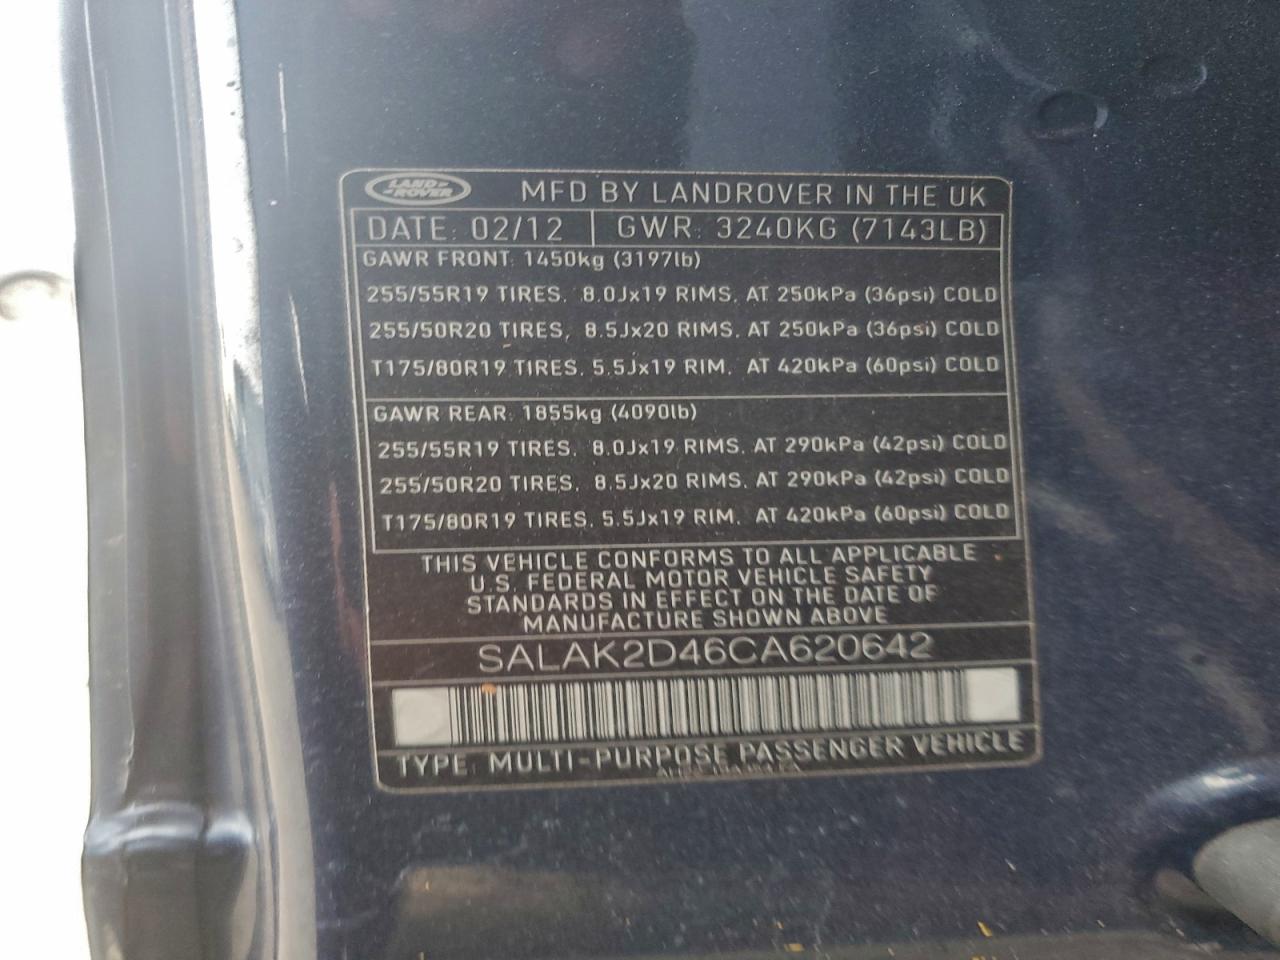 LAND ROVER
MFD BY LANDROVER IN THE UK
DATE: 02/12 GWR: 3240KG (7143LB)
GAWR FRONT: 1450kg (3197lb)
255/55R19 TIRES, 8.0Jx19 RIMS, AT 250kPa (36psi) COLD
255/50R20 TIRES, 8.5Jx20 RIMS, AT 250kPa (36psi) COLD
T175/80R19 TIRES, 5.5Jx19 RIM, AT 420kPa (60psi) COLD
GAWR REAR: 1855kg (4090lb)
255/55R19 TIRES, 8.0Jx19 RIMS, AT 290kPa (42psi) COLD
255/50R20 TIRES, 8.5Jx20 RIMS, AT 290kPa (42psi) COLD
T175/80R19 TIRES, 5.5Jx19 RIM, AT 420kPa (60psi) COLD
THIS VEHICLE CONFORMS TO ALL APPLICABLE
U.S. FEDERAL MOTOR VEHICLE SAFETY
STANDARDS IN EFFECT ON THE DATE OF
MANUFACTURE SHOWN ABOVE
SALAK2D46CA620642
TYPE: MULTI-PURPOSE PASSENGER VEHICLE